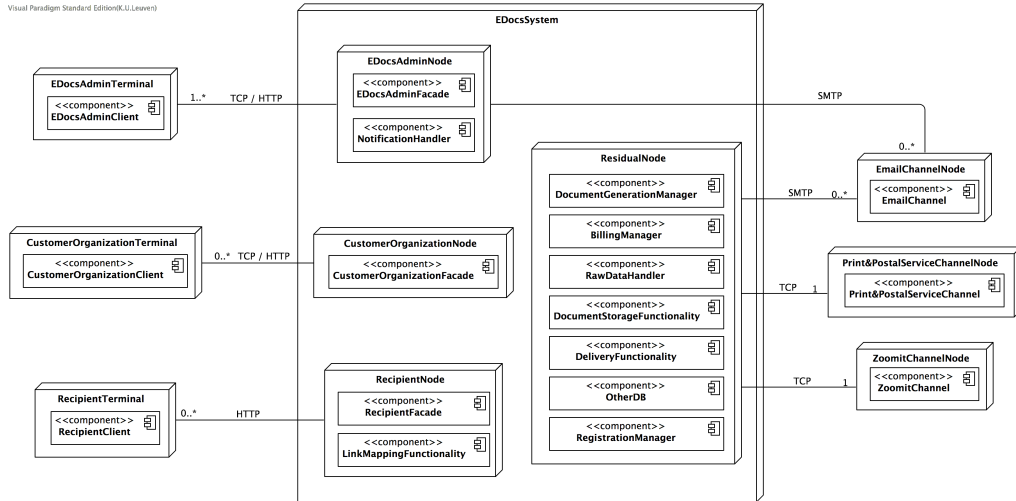 Visual Paradigm Standard Edition(K.U.Leuven)
EDocsSystem
EDocsAdminTerminal
<<component>>
EDocsAdminClient
1..*
TCP / HTTP
EDocsAdminNode
<<component>>
EDocsAdminFacade
<<component>>
NotificationHandler
SMTP
0..*
CustomerOrganizationTerminal
<<component>>
CustomerOrganizationClient
0..*
TCP / HTTP
CustomerOrganizationNode
<<component>>
CustomerOrganizationFacade
RecipientTerminal
<<component>>
RecipientClient
0..*
HTTP
RecipientNode
<<component>>
RecipientFacade
<<component>>
LinkMappingFunctionality
ResidualNode
<<component>>
DocumentGenerationManager
<<component>>
BillingManager
<<component>>
RawDataHandler
<<component>>
DocumentStorageFunctionality
<<component>>
DeliveryFunctionality
<<component>>
OtherDB
<<component>>
RegistrationManager
SMTP
0..*
EmailChannelNode
<<component>>
EmailChannel
TCP
1
Print&PostalServiceChannelNode
<<component>>
Print&PostalServiceChannel
TCP
1
ZoomitChannelNode
<<component>>
ZoomitChannel